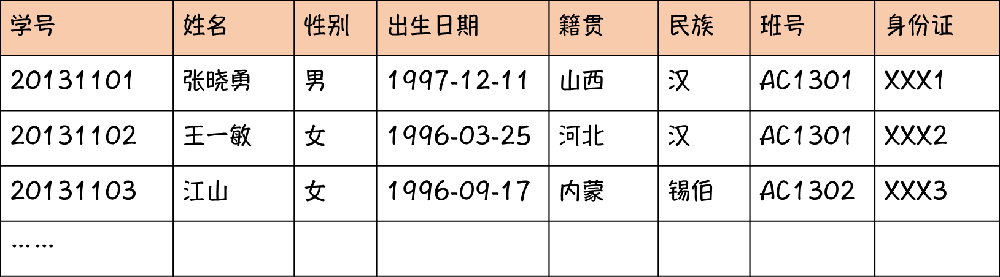 学号 姓名 性别 出生日期 籍贯 民族 班号 身份证
20131101 张晓勇 男 1997-12-11 山西 汉 AC1301 XXX1
20131102 王一敏 女 1996-03-25 河北 汉 AC1301 XXX2
20131103 江山 女 1996-09-17 内蒙 锡伯 AC1302 XXX3
……